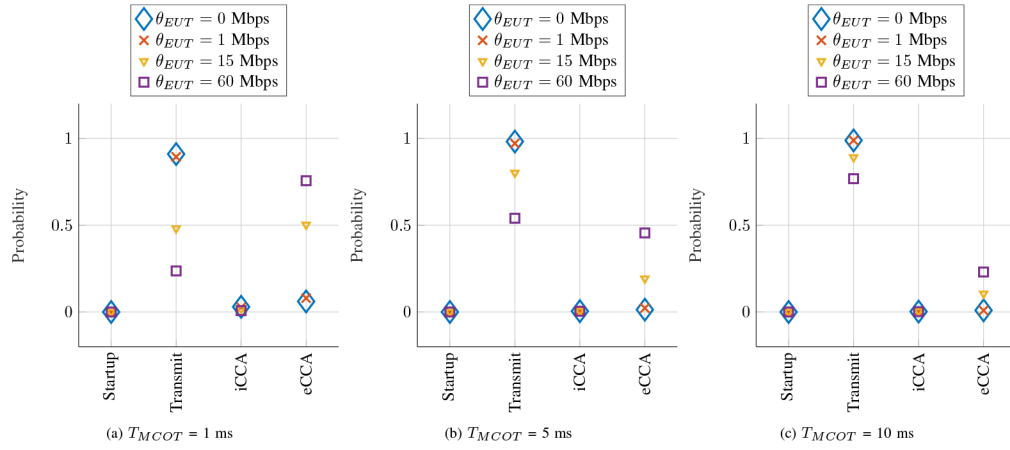 θ_EUT = 0 Mbps
θ_EUT = 1 Mbps
θ_EUT = 15 Mbps
θ_EUT = 60 Mbps
1
0.5
0
Probability
Startup
Transmit
iCCA
eCCA
(a) T_MCOT = 1 ms
θ_EUT = 0 Mbps
θ_EUT = 1 Mbps
θ_EUT = 15 Mbps
θ_EUT = 60 Mbps
1
0.5
0
Probability
Startup
Transmit
iCCA
eCCA
(b) T_MCOT = 5 ms
θ_EUT = 0 Mbps
θ_EUT = 1 Mbps
θ_EUT = 15 Mbps
θ_EUT = 60 Mbps
1
0.5
0
Probability
Startup
Transmit
iCCA
eCCA
(c) T_MCOT = 10 ms